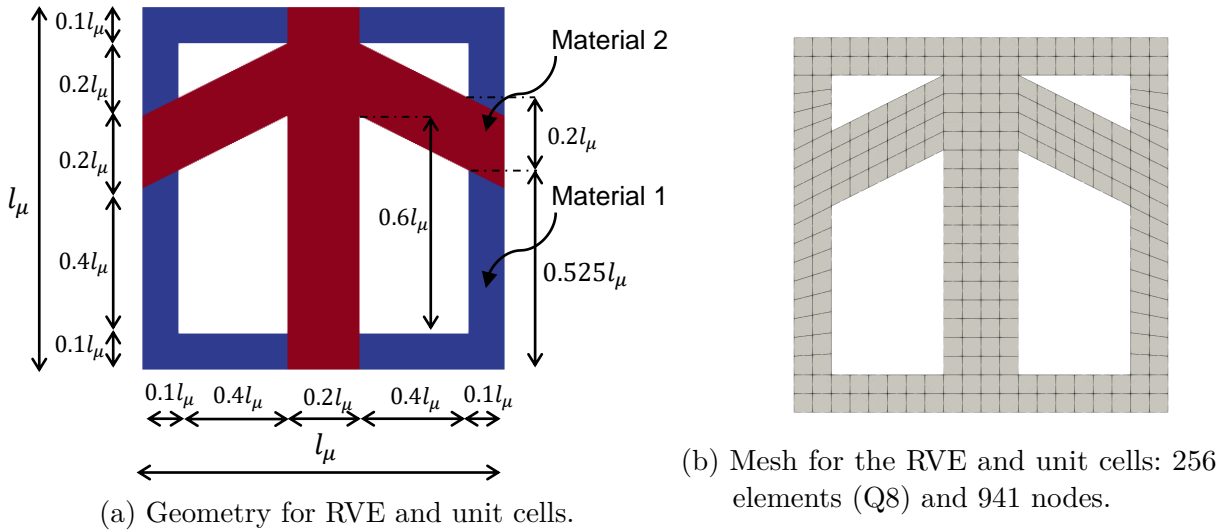 0.1lμ
0.2lμ
0.2lμ
lμ
0.4lμ
0.1lμ
0.6lμ
Material 2
0.2lμ
Material 1
0.525lμ
0.1lμ 0.4lμ 0.2lμ 0.4lμ 0.1lμ
lμ
(a) Geometry for RVE and unit cells.
(b) Mesh for the RVE and unit cells: 256
elements (Q8) and 941 nodes.